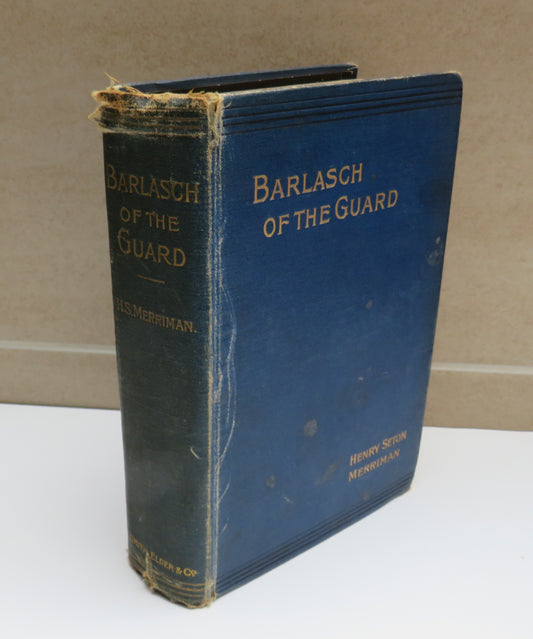 BARLASCH
OF THE
GUARD
H.S. MERRIMAN.
ELDER & Co
BARLASCH
OF THE GUARD
HENRY SETON
MERRIMAN